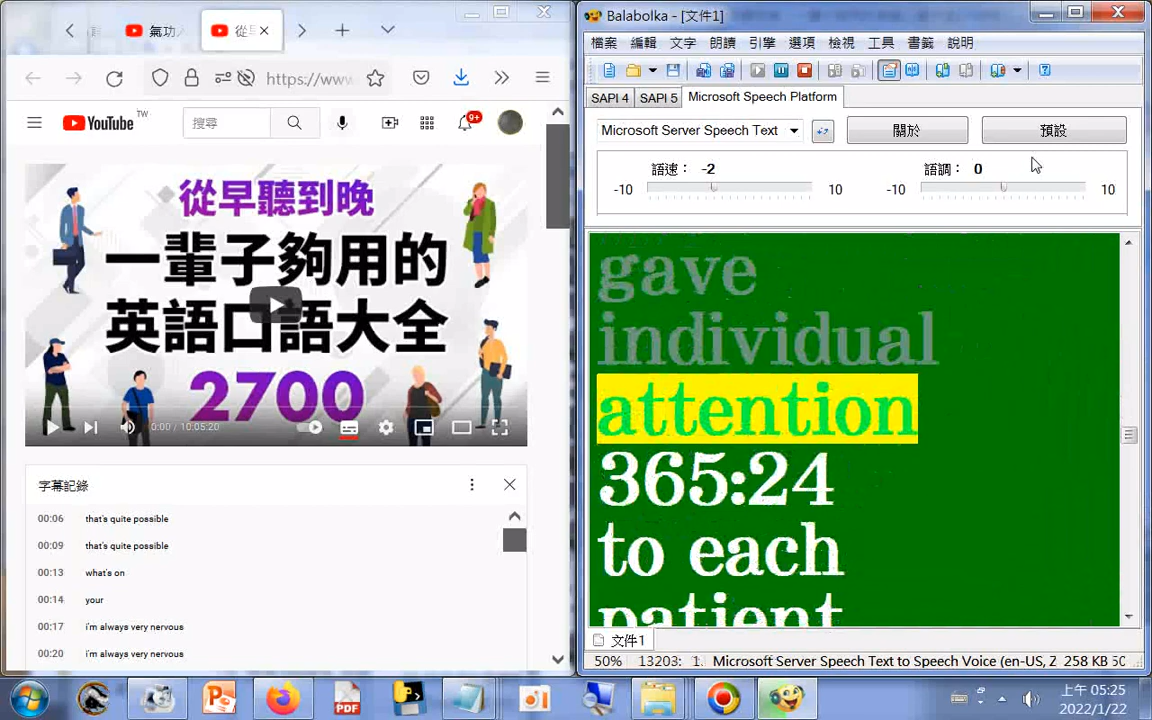 氣功
從
https://www
YouTube TW
搜尋
9+
從早聽到晚
一輩子夠用的
英語口語大全
2700
0:00 / 10:05:20
字幕記錄
00:06 that's quite possible
00:09 that's quite possible
00:13 what's on
00:14 your
00:17 i'm always very nervous
00:20 i'm always very nervous
Balabolka - [文件1]
檔案 編輯 文字 朗讀 引擎 選項 檢視 工具 書籤 說明
SAPI 4 SAPI 5 Microsoft Speech Platform
Microsoft Server Speech Text 關於 預設
語速： -2 語調： 0
-10 10 -10 10
gave
individual
attention
365:24
to each
patient
文件1
50% 13203: 1. Microsoft Server Speech Text to Speech Voice (en-US, Z 258 KB
PDF
上午 05:25
2022/1/22